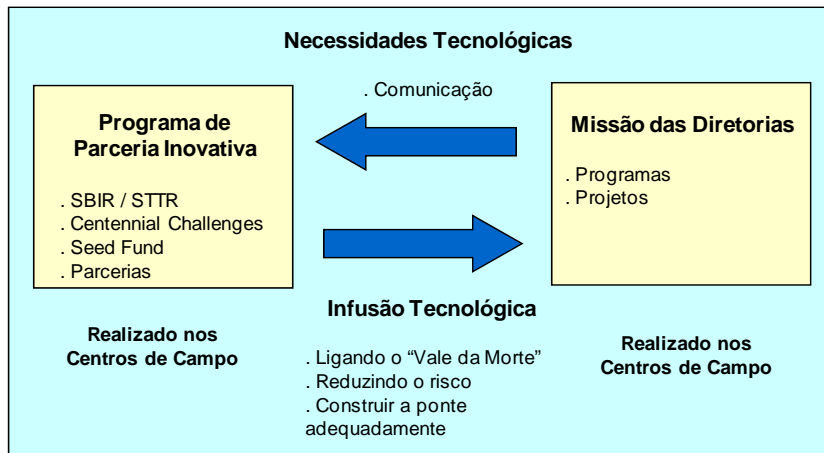 Necessidades Tecnológicas
. Comunicação
Programa de
Parceria Inovativa
. SBIR / STTR
. Centennial Challenges
. Seed Fund
. Parcerias
Missão das Diretorias
. Programas
. Projetos
Infusão Tecnológica
. Ligando o “Vale da Morte”
. Reduzindo o risco
. Construir a ponte
adequadamente
Realizado nos
Centros de Campo
Realizado nos
Centros de Campo